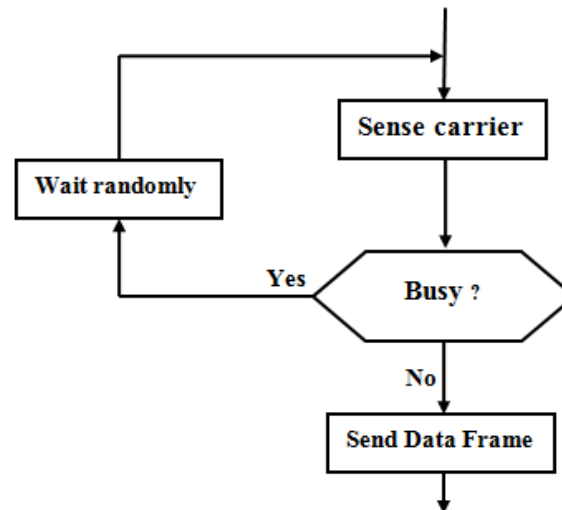 Sense carrier
Wait randomly
Yes
Busy ?
No
Send Data Frame